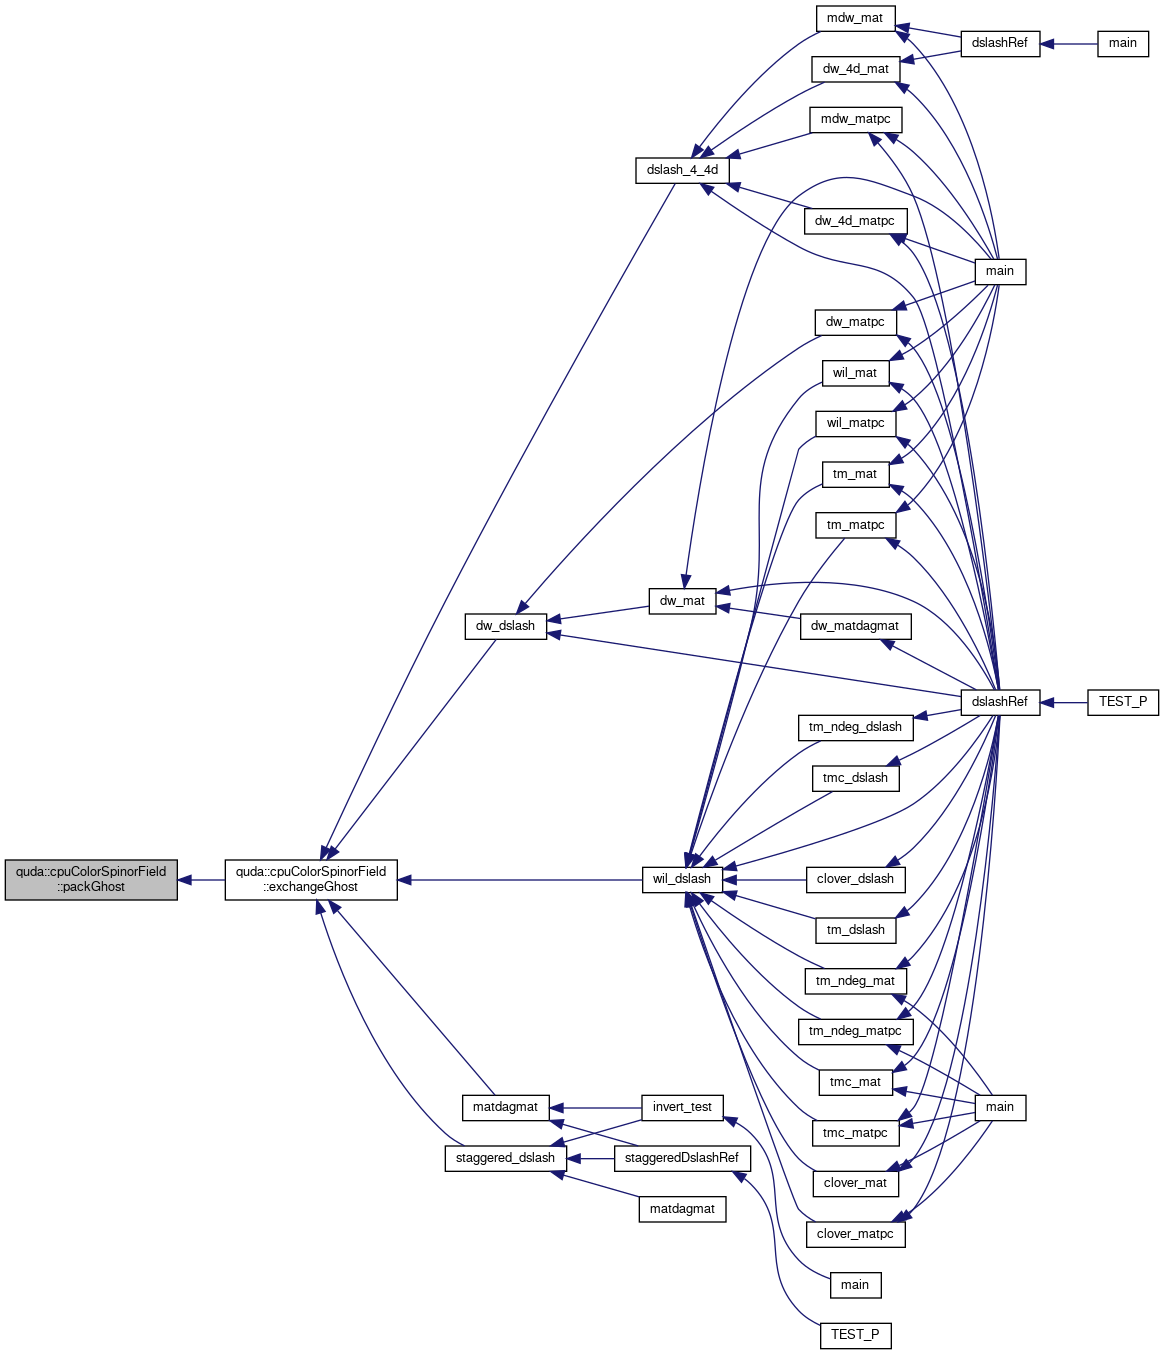 mdw_mat
dslashRef
main
dw_4d_mat
mdw_matpc
dslash_4_4d
dw_4d_matpc
main
dw_matpc
wil_mat
wil_matpc
tm_mat
tm_matpc
dw_mat
dw_dslash
dw_matdagmat
dslashRef
TEST_P
tm_ndeg_dslash
tmc_dslash
quda::cpuColorSpinorField
::packGhost
quda::cpuColorSpinorField
::exchangeGhost
wil_dslash
clover_dslash
tm_dslash
tm_ndeg_mat
tm_ndeg_matpc
tmc_mat
matdagmat
invert_test
main
tmc_matpc
staggered_dslash
staggeredDslashRef
clover_mat
matdagmat
clover_matpc
main
TEST_P